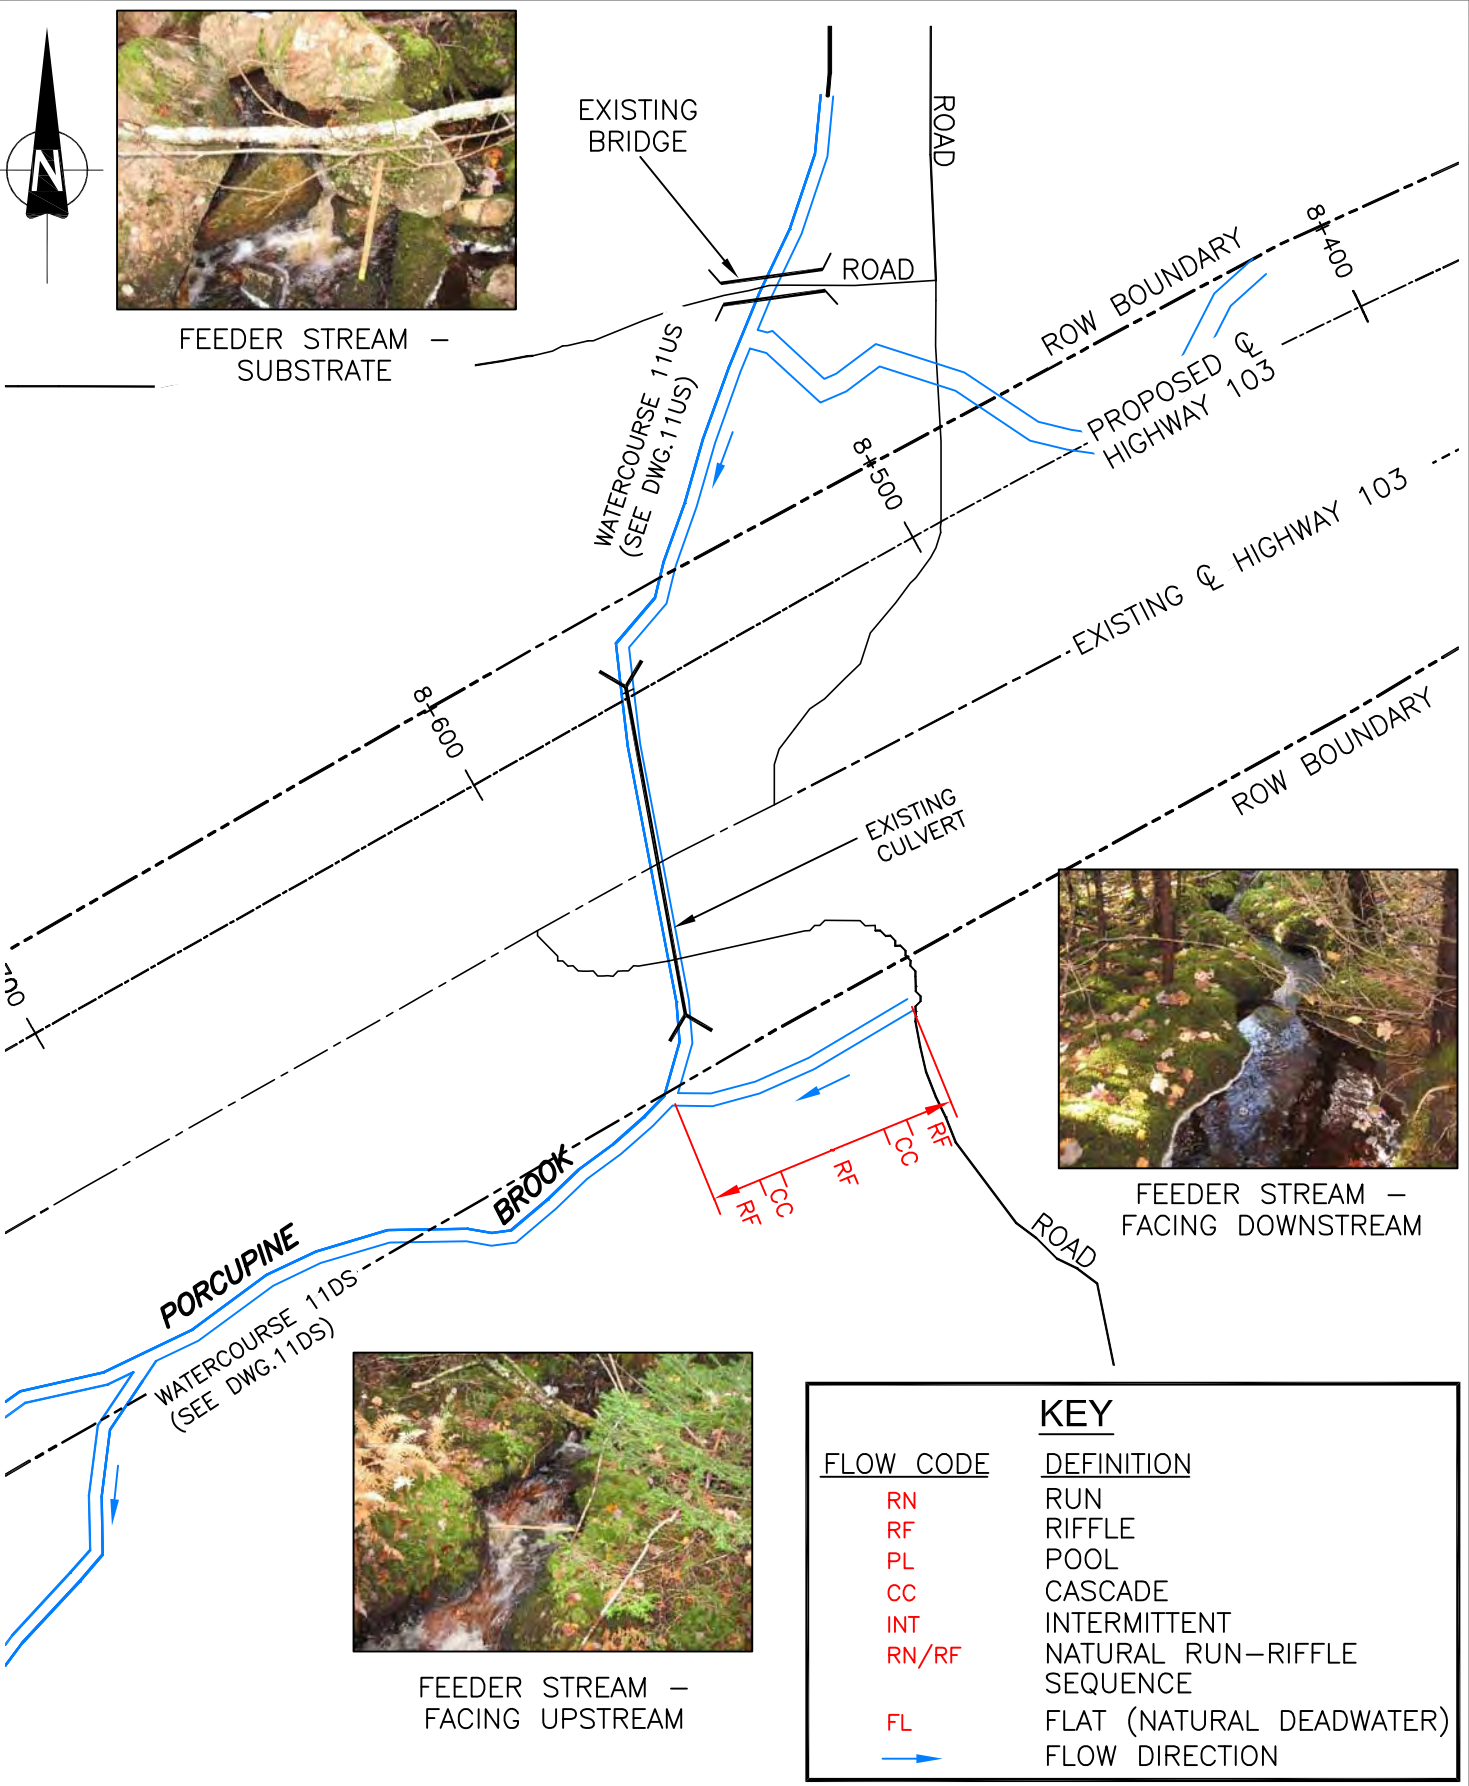 N
EXISTING
BRIDGE
ROAD
ROAD
FEEDER STREAM –
SUBSTRATE
WATERCOURSE 11US
(SEE DWG.11US)
ROW BOUNDARY
8+400
PROPOSED ℄
HIGHWAY 103
8+500
EXISTING ℄ HIGHWAY 103
8+600
ROW BOUNDARY
EXISTING
CULVERT
00
RF
CC
RF
CC
RF
FEEDER STREAM –
FACING DOWNSTREAM
PORCUPINE BROOK
ROAD
WATERCOURSE 11DS
(SEE DWG.11DS)
FEEDER STREAM –
FACING UPSTREAM
KEY
FLOW CODE DEFINITION
RN RUN
RF RIFFLE
PL POOL
CC CASCADE
INT INTERMITTENT
RN/RF NATURAL RUN–RIFFLE
SEQUENCE
FL FLAT (NATURAL DEADWATER)
FLOW DIRECTION